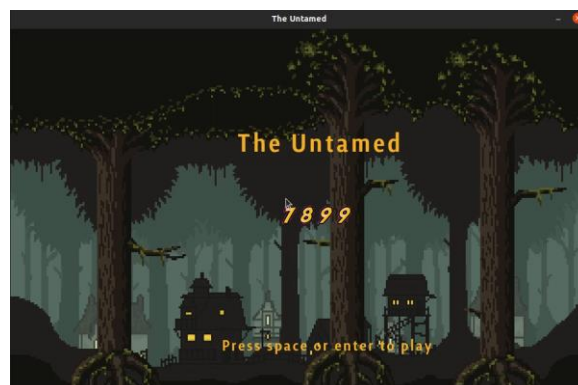 The Untamed
The Untamed
7899
Press space or enter to play